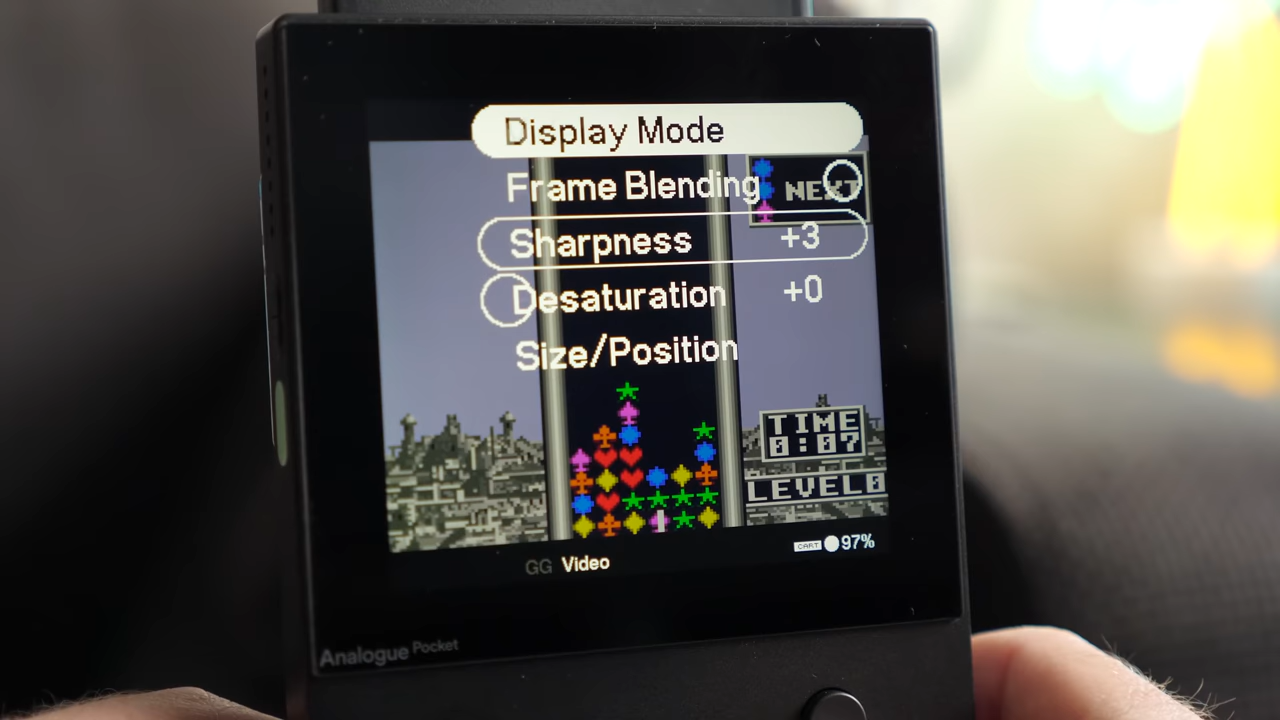 Display Mode
Frame Blending
NEXT
Sharpness +3
Desaturation +0
Size/Position
TIME
0:07
LEVEL0
CART 97%
GG Video
Analogue Pocket